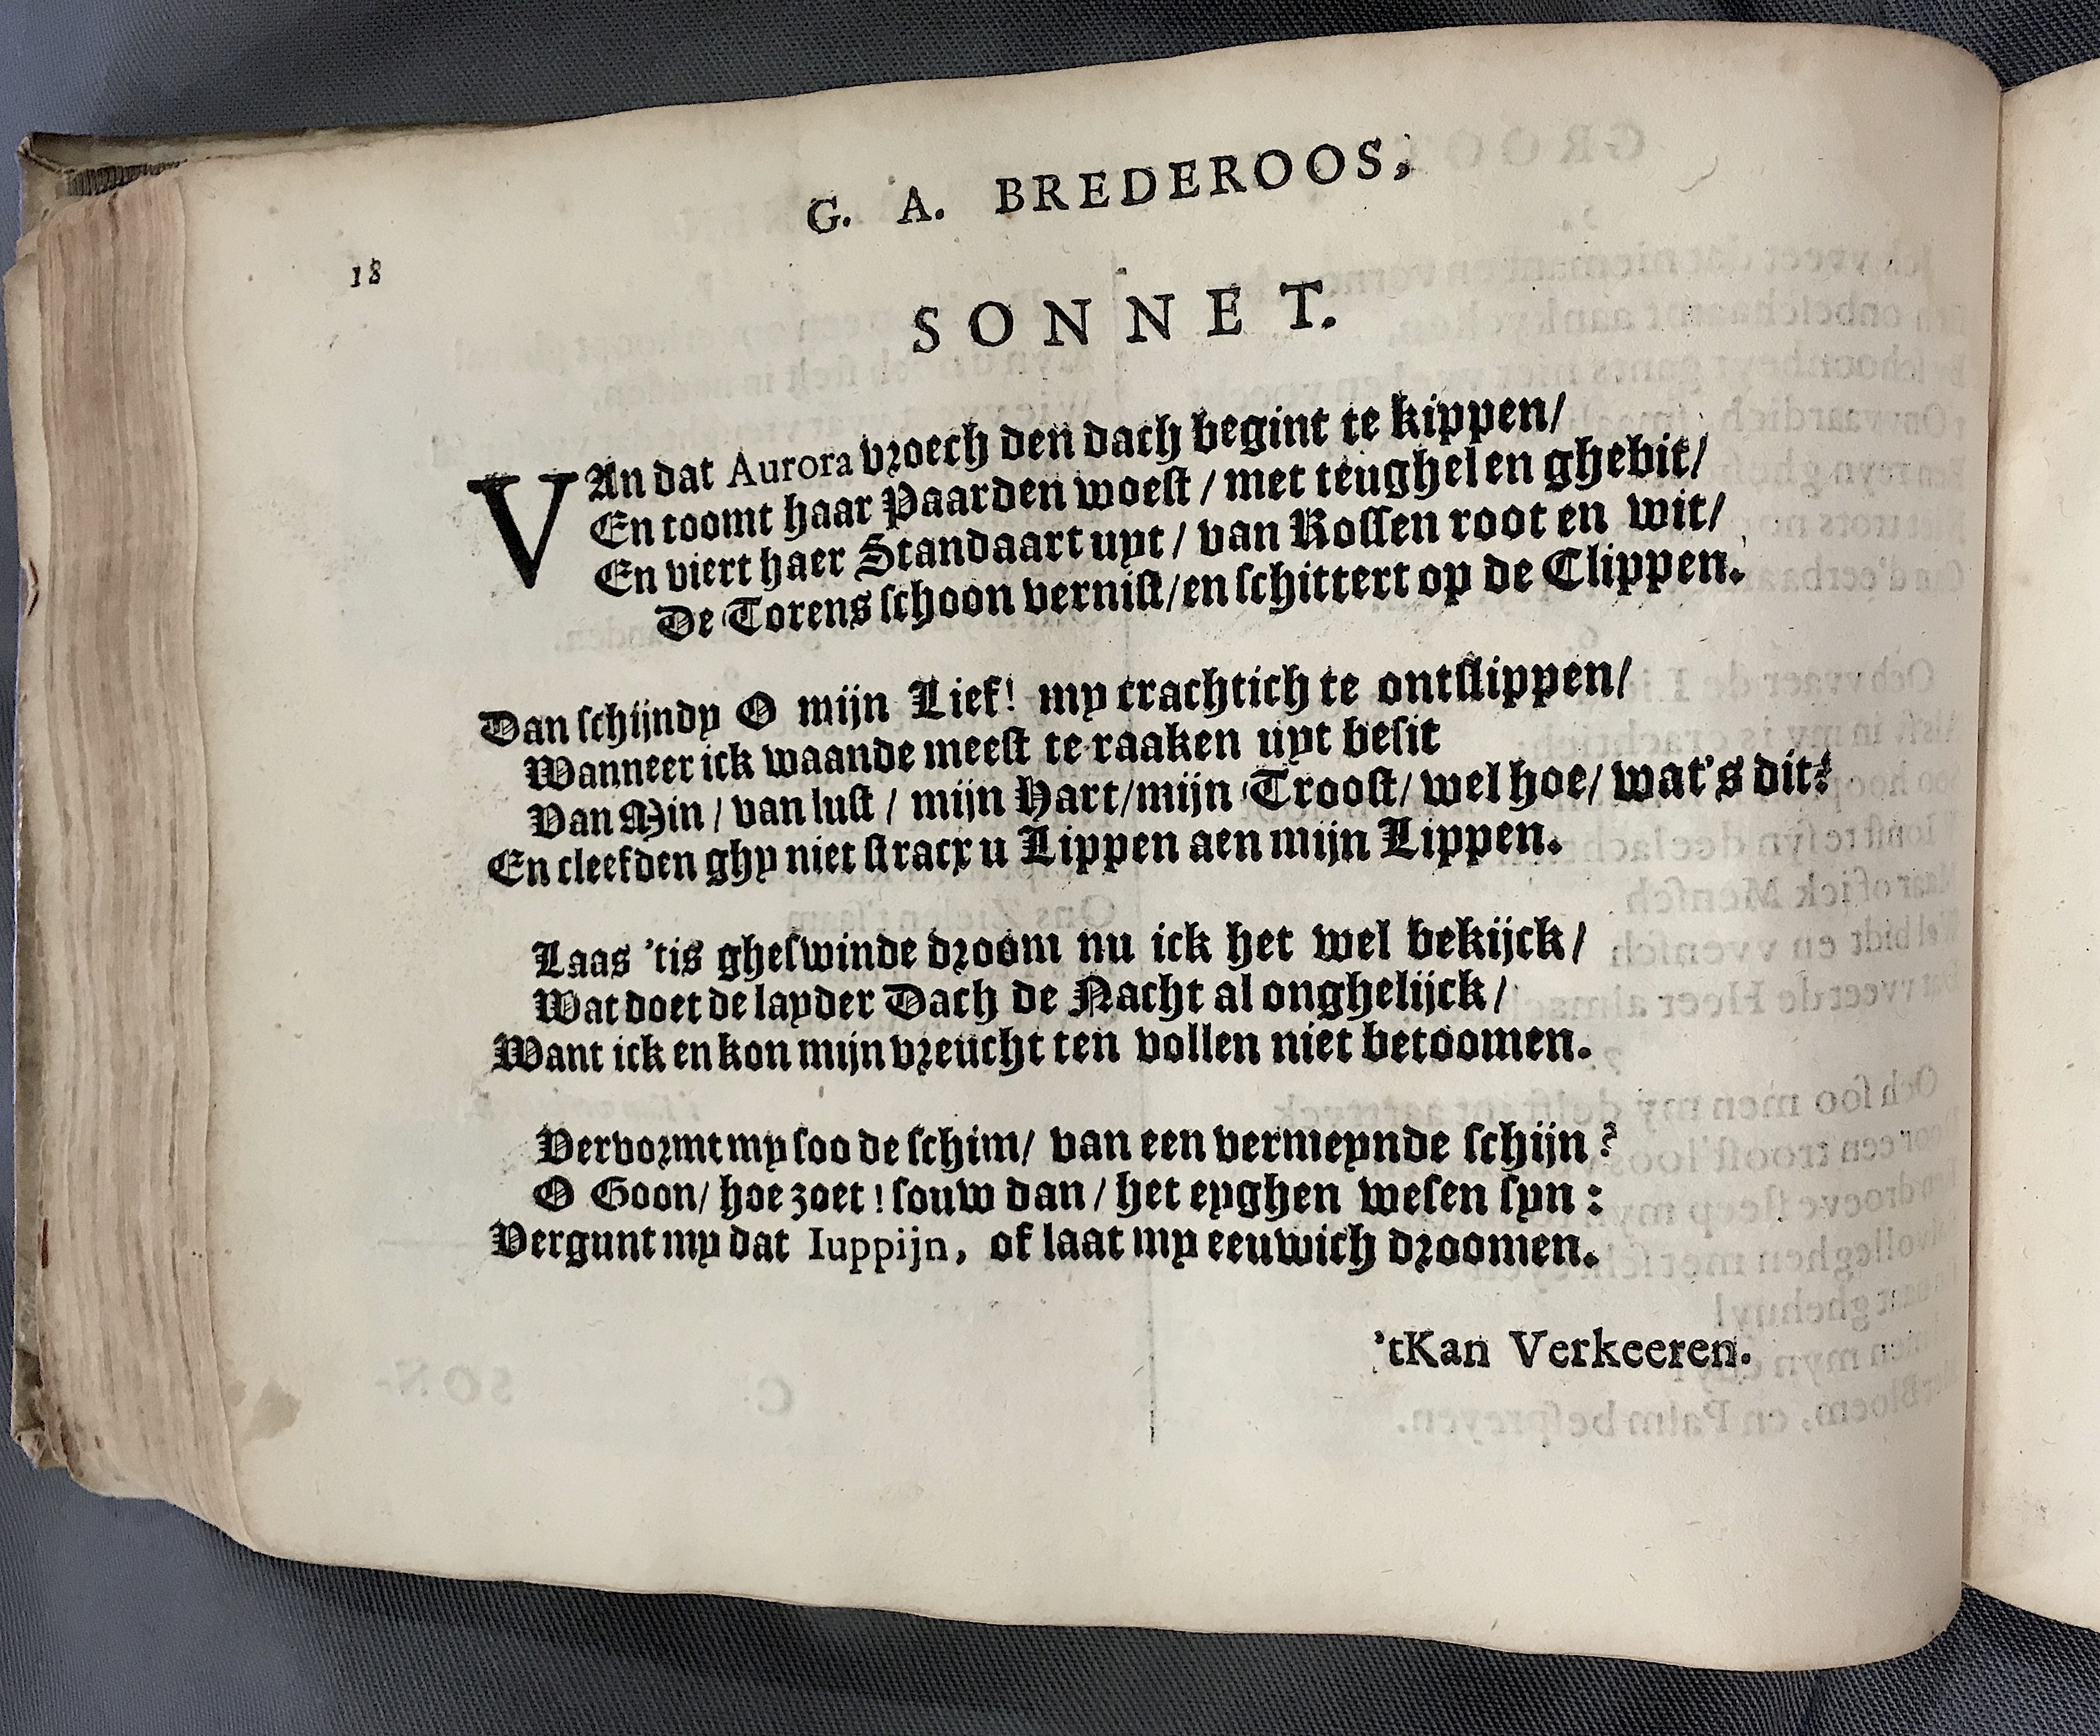 G. A. BREDEROOS,
18
SONNET.
VAn dat Aurora vroech den dach begint te kippen/
En toomt haar Paarden woest / met teughelen ghebit/
En viert haer Standaart uyt / van Rossen root en wit/
De Torens schoon vernist/en schittert op de Clippen.
Dan schijndy O mijn Lief! my crachtich te ontslippen/
Wanneer ick waande meest te raaken uyt besit
Van Min / van lust / mijn Hart/mijn Troost/ wel hoe/ wat's dit?
En cleefden ghy niet stracx u Lippen aen mijn Lippen.
Laas 'tis gheswinde droom nu ick het wel bekijck/
Wat doet de layder Dach de Nacht al onghelijck/
Want ick en kon mijn vreucht ten vollen niet betoomen.
Vervormt my soo de schim/ van een vermeynde schijn?
O Goon/ hoe zoet! souw dan / het eyghen wesen syn :
Vergunt my dat Iuppijn, of laat my eeuwich droomen.
'tKan Verkeeren.